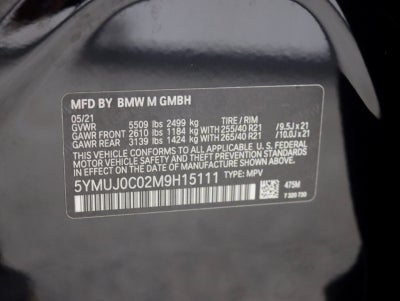 MFD BY BMW M GMBH
05/21
GVWR 5509 lbs 2499 kg TIRE / RIM
GAWR FRONT 2610 lbs 1184 kg WITH 255/40 R21 / 9.5J x 21
GAWR REAR 3139 lbs 1424 kg WITH 265/40 R21 / 10.0J x 21
THIS VEHICLE CONFORMS TO ALL APPLICABLE U.S. FEDERAL
MOTOR VEHICLE SAFETY STANDARDS
IN EFFECT ON THE DATE OF MANUFACTURE SHOWN ABOVE.
5YMUJ0C02M9H15111 TYPE: MPV
475M